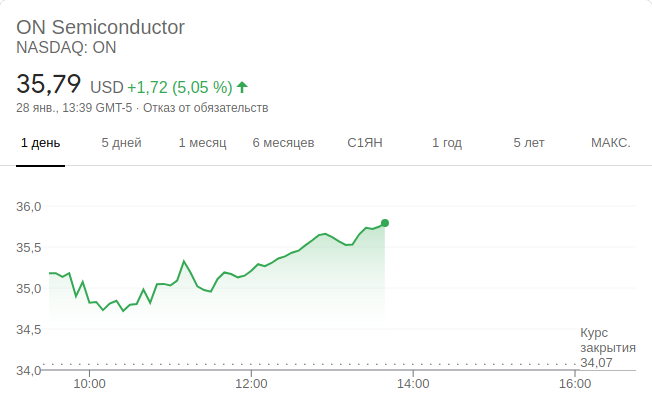 ON Semiconductor
NASDAQ: ON
35,79 USD +1,72 (5,05 %)
28 янв., 13:39 GMT-5 · Отказ от обязательств
1 день 5 дней 1 месяц 6 месяцев С1ЯН 1 год 5 лет МАКС.
36,0
35,5
35,0
34,5
34,0
Курс
закрытия
34,07
10:00 12:00 14:00 16:00